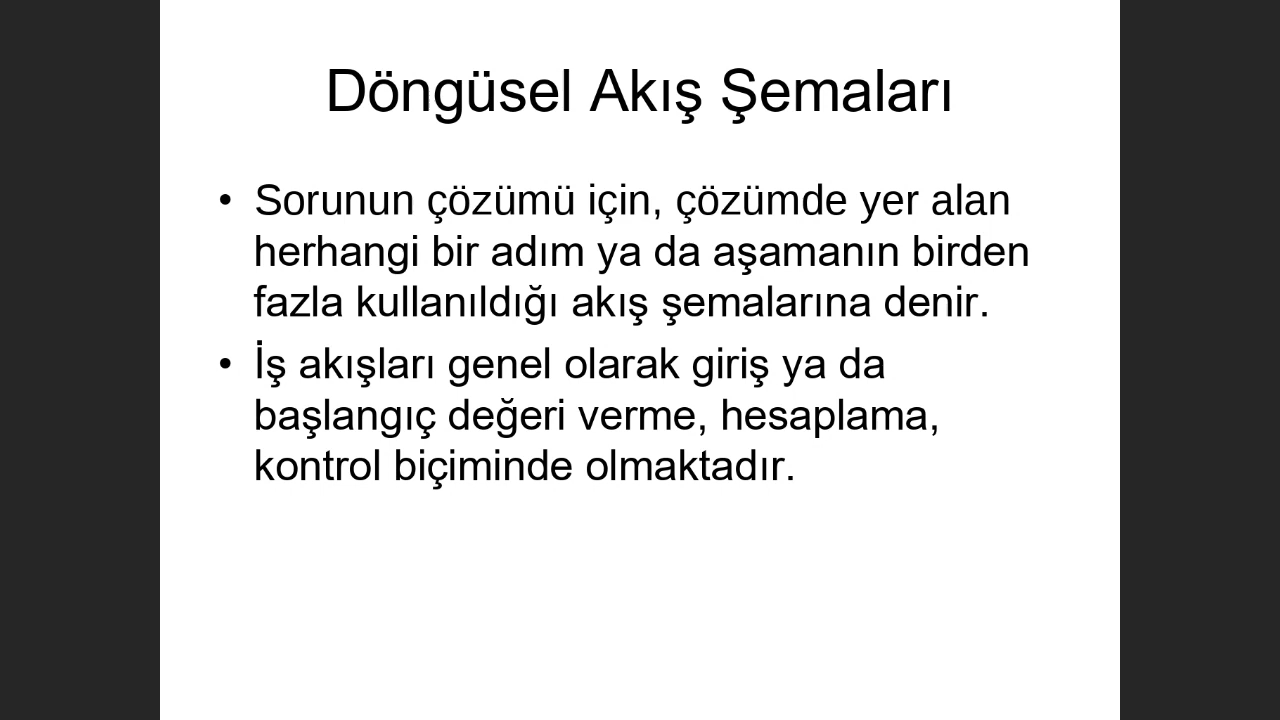 Döngüsel Akış Şemaları
• Sorunun çözümü için, çözümde yer alan
herhangi bir adım ya da aşamanın birden
fazla kullanıldığı akış şemalarına denir.
• İş akışları genel olarak giriş ya da
başlangıç değeri verme, hesaplama,
kontrol biçiminde olmaktadır.